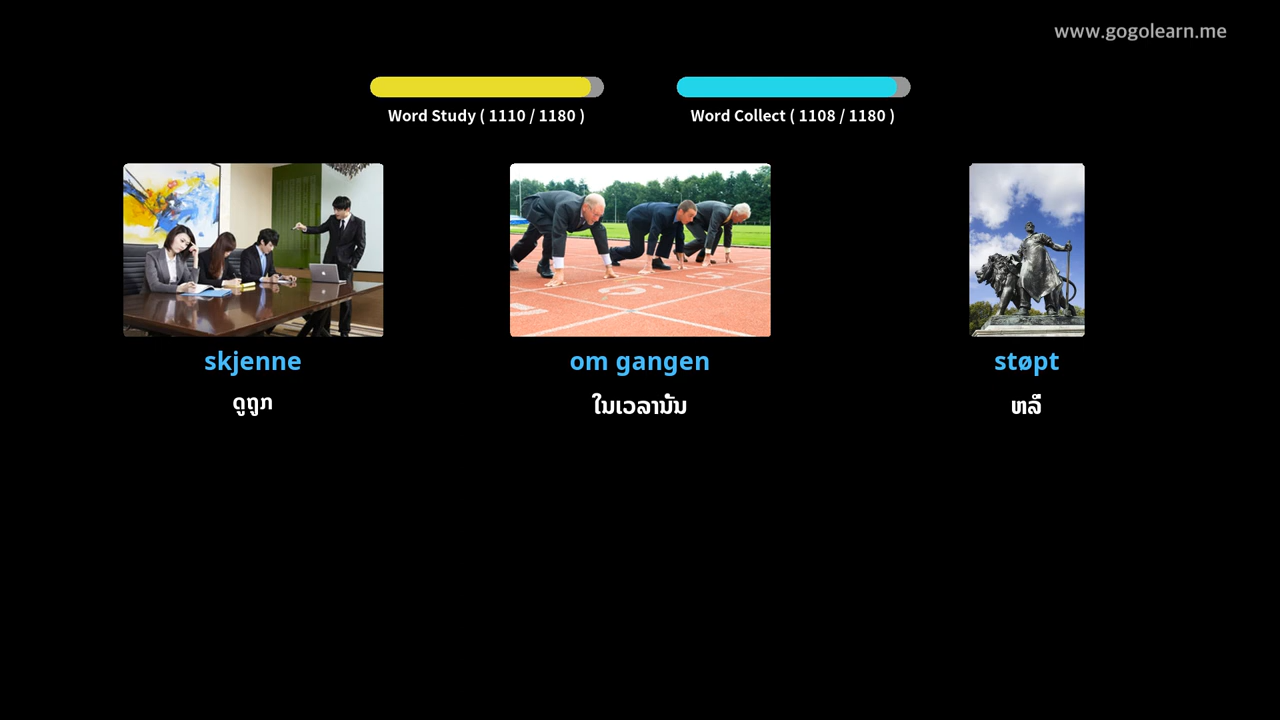 www.gogolearn.me
Word Study ( 1110 / 1180 )
Word Collect ( 1108 / 1180 )
skjenne
om gangen
støpt
ດູຖູກ
ໃນເວລານັ້ນ
ຫລໍ່